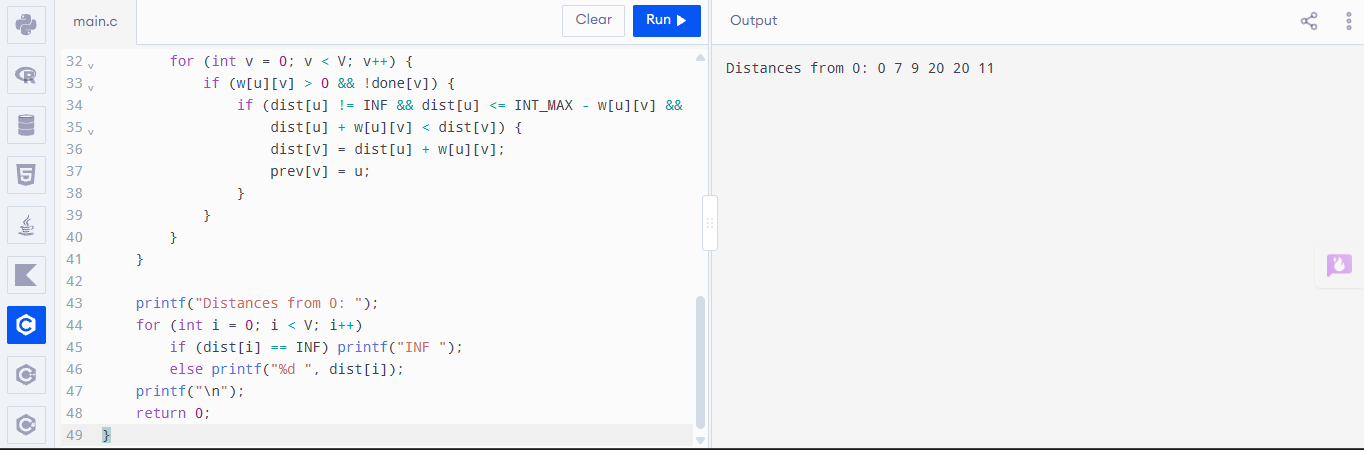 main.c
Clear
Run
32 for (int v = 0; v < V; v++) {
33 if (w[u][v] > 0 && !done[v]) {
34 if (dist[u] != INF && dist[u] <= INT_MAX - w[u][v] &&
35 dist[u] + w[u][v] < dist[v]) {
36 dist[v] = dist[u] + w[u][v];
37 prev[v] = u;
38 }
39 }
40 }
41 }
42
43 printf("Distances from 0: ");
44 for (int i = 0; i < V; i++)
45 if (dist[i] == INF) printf("INF ");
46 else printf("%d ", dist[i]);
47 printf("\n");
48 return 0;
49 }
Output
Distances from 0: 0 7 9 20 20 11